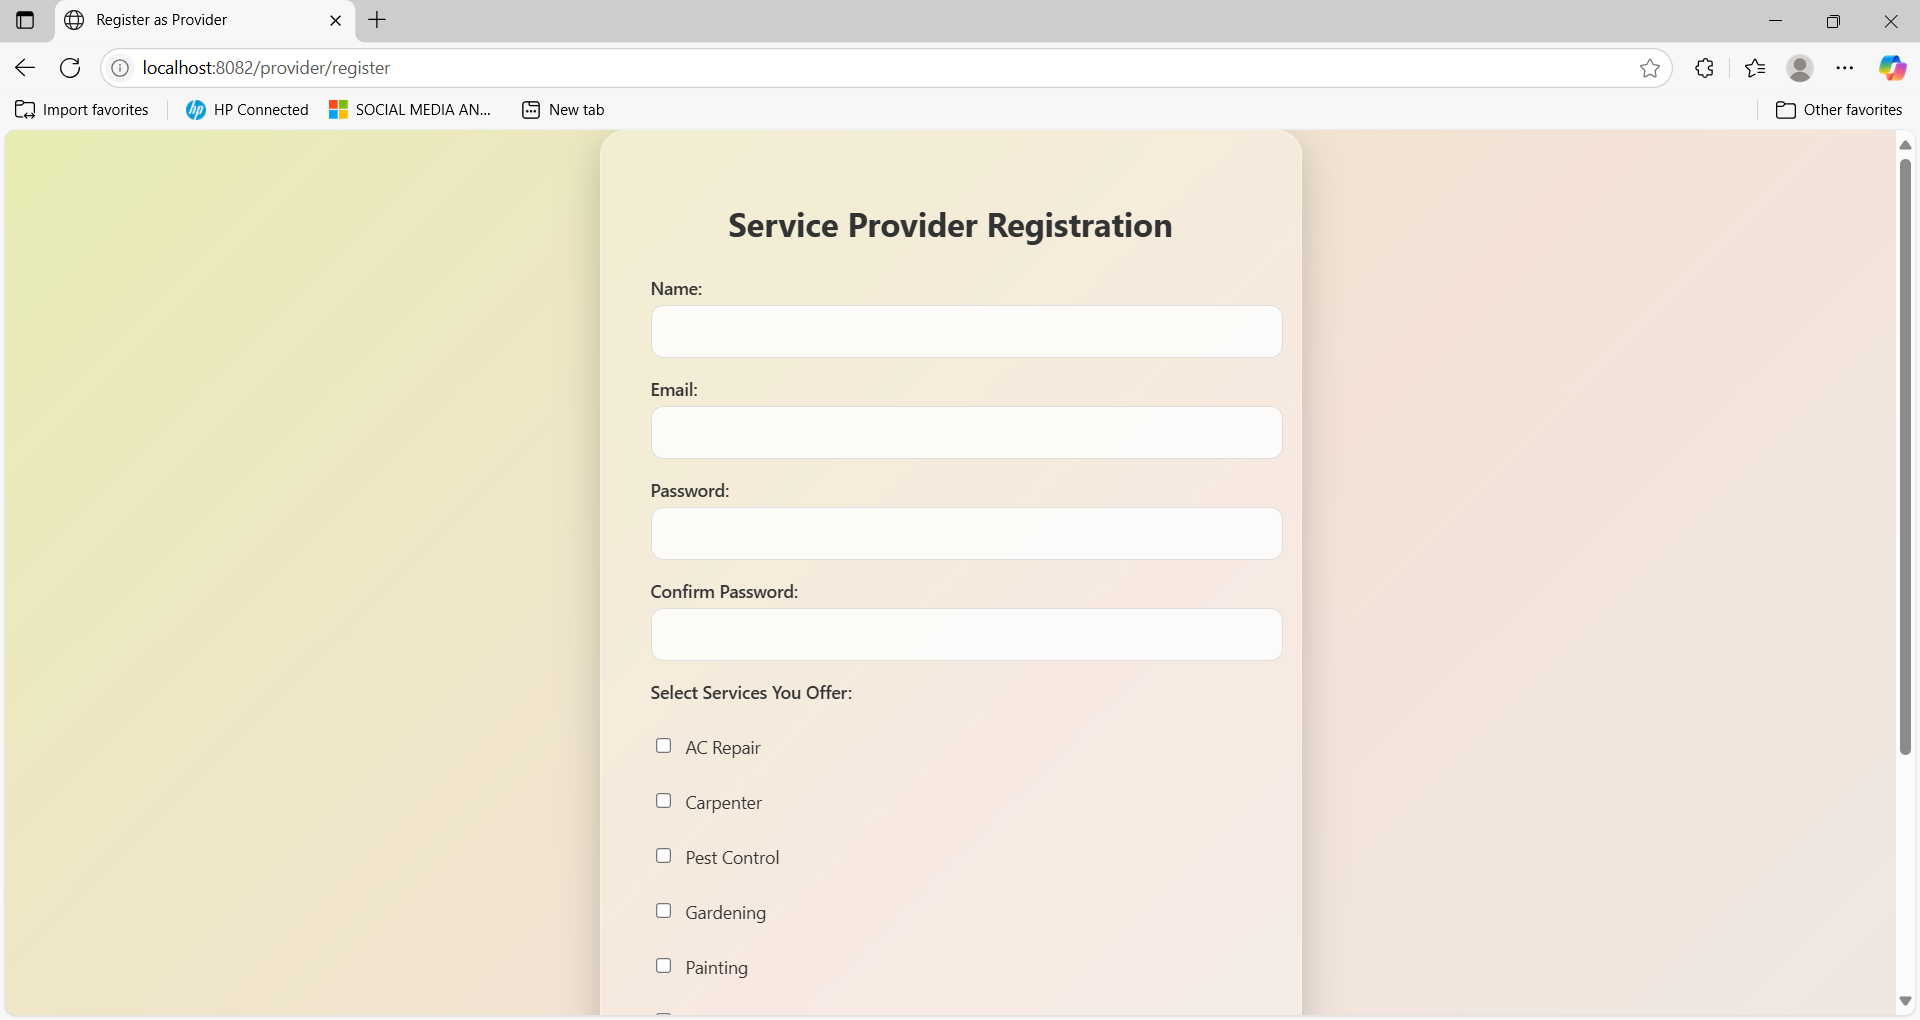 Register as Provider
localhost:8082/provider/register
Import favorites
hp HP Connected
SOCIAL MEDIA AN...
New tab
Other favorites
Service Provider Registration
Name:
Email:
Password:
Confirm Password:
Select Services You Offer:
AC Repair
Carpenter
Pest Control
Gardening
Painting